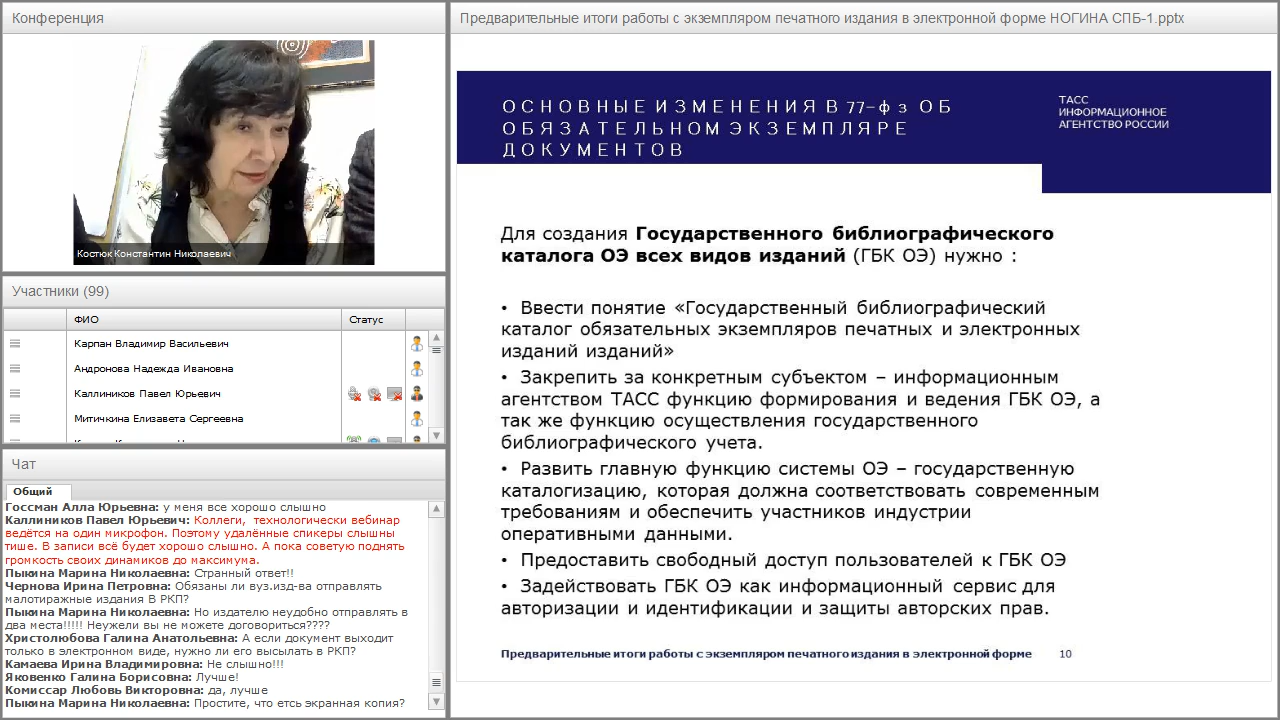 Конференция
Костюк Константин Николаевич
Участники (99)
ФИО Статус
Карпан Владимир Васильевич
Андронова Надежда Ивановна
Каллиников Павел Юрьевич
Митичкина Елизавета Сергеевна
Чат
Общий
Госсман Алла Юрьевна: у меня все хорошо слышно
Каллиников Павел Юрьевич: Коллеги, технологически вебинар
ведётся на один микрофон. Поэтому удалённые спикеры слышны
тише. В записи всё будет хорошо слышно. А пока советую поднять
громкость своих динамиков до максимума.
Пыкина Марина Николаевна: Странный ответ!!
Чернова Ирина Петровна: Обязаны ли вуз.изд-ва отправлять
малотиражные издания В РКП?
Пыкина Марина Николаевна: Но издателю неудобно отправлять в
два места!!!!! Неужели вы не можете договориться????
Христолюбова Галина Анатольевна: А если документ выходит
только в электронном виде, нужно ли его высылать в РКП?
Камаева Ирина Владимировна: Не слышно!!!
Яковенко Галина Борисовна: Лучше!
Комиссар Любовь Викторовна: да, лучше
Пыкина Марина Николаевна: Простите, что етсь экранная копия?
Предварительные итоги работы с экземпляром печатного издания в электронной форме НОГИНА СПБ-1.pptx
ОСНОВНЫЕ ИЗМЕНЕНИЯ В 77-ф з ОБ
ОБЯЗАТЕЛЬНОМ ЭКЗЕМПЛЯРЕ
ДОКУМЕНТОВ
ТАСС
ИНФОРМАЦИОННОЕ
АГЕНТСТВО РОССИИ
Для создания Государственного библиографического
каталога ОЭ всех видов изданий (ГБК ОЭ) нужно :
• Ввести понятие «Государственный библиографический
каталог обязательных экземпляров печатных и электронных
изданий изданий»
• Закрепить за конкретным субъектом – информационным
агентством ТАСС функцию формирования и ведения ГБК ОЭ, а
так же функцию осуществления государственного
библиографического учета.
• Развить главную функцию системы ОЭ – государственную
каталогизацию, которая должна соответствовать современным
требованиям и обеспечить участников индустрии
оперативными данными.
• Предоставить свободный доступ пользователей к ГБК ОЭ
• Задействовать ГБК ОЭ как информационный сервис для
авторизации и идентификации и защиты авторских прав.
Предварительные итоги работы с экземпляром печатного издания в электронной форме 10